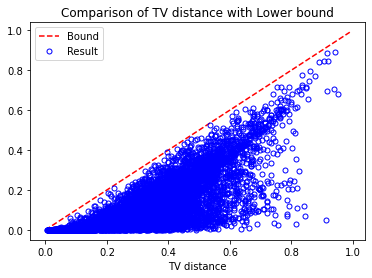 Comparison of TV distance with Lower bound
Bound
Result
1.0
0.8
0.6
0.4
0.2
0.0
0.0 0.2 0.4 0.6 0.8 1.0
TV distance